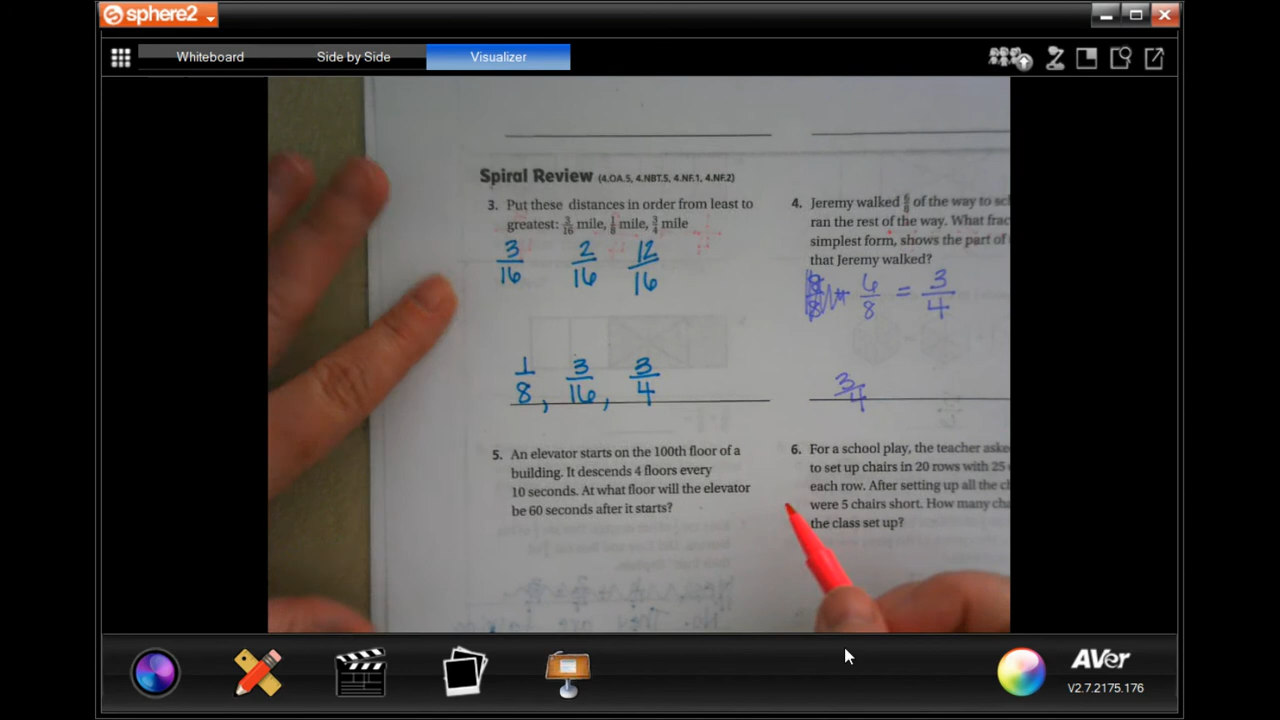 sphere2
Whiteboard Side by Side Visualizer
Spiral Review (4.OA.5, 4.NBT.5, 4.NF.1, 4.NF.2)
3. Put these distances in order from least to
greatest: 3/16 mile, 1/8 mile, 3/4 mile
3/16 2/16 12/16
1/8, 3/16, 3/4
4. Jeremy walked 6/8 of the way to sc
ran the rest of the way. What frac
simplest form, shows the part of
that Jeremy walked?
6/8 = 3/4
3/4
5. An elevator starts on the 100th floor of a
building. It descends 4 floors every
10 seconds. At what floor will the elevator
be 60 seconds after it starts?
6. For a school play, the teacher aske
to set up chairs in 20 rows with 25
each row. After setting up all the c
were 5 chairs short. How many cha
the class set up?
AVer
V2.7.2175.176